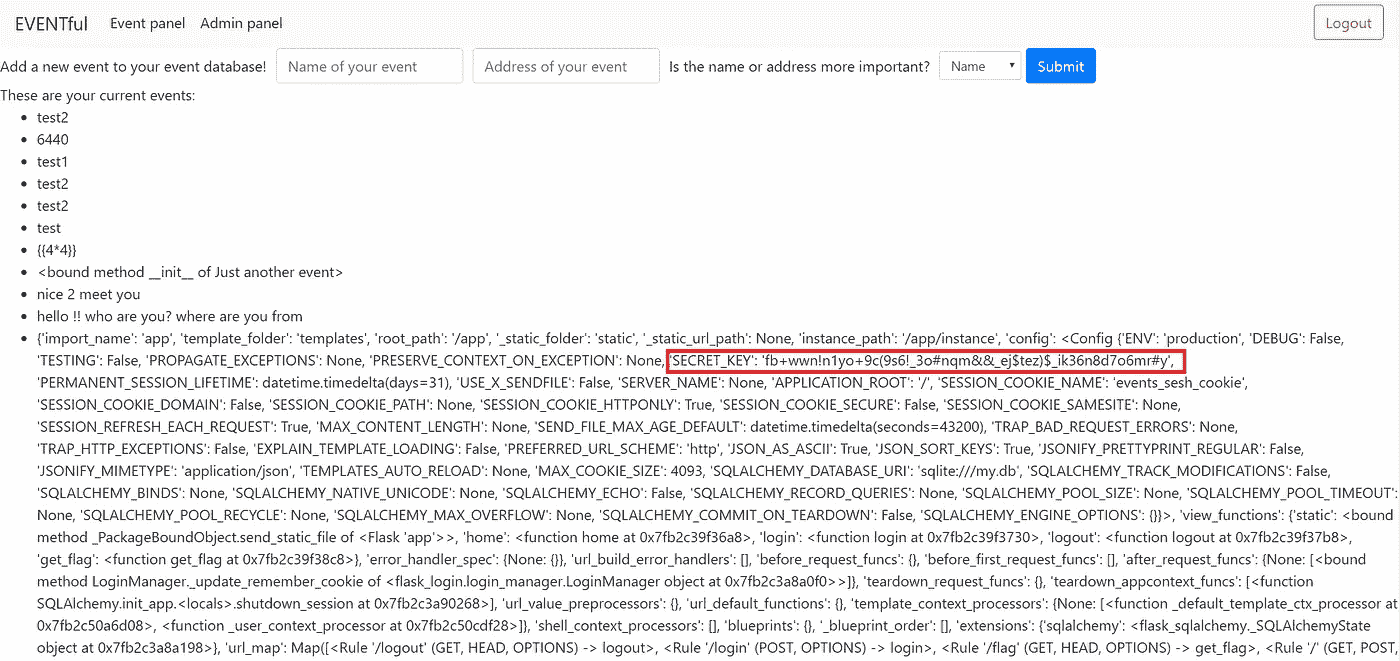 EVENTful Event panel Admin panel Logout
Add a new event to your event database! Name of your event Address of your event Is the name or address more important? Name Submit
These are your current events:
test2
6440
test1
test2
test2
test
{{4*4}}
<bound method __init__ of Just another event>
nice 2 meet you
hello !! who are you? where are you from
{'import_name': 'app', 'template_folder': 'templates', 'root_path': '/app', '_static_folder': 'static', '_static_url_path': None, 'instance_path': '/app/instance', 'config': <Config {'ENV': 'production', 'DEBUG': False,
'TESTING': False, 'PROPAGATE_EXCEPTIONS': None, 'PRESERVE_CONTEXT_ON_EXCEPTION': None, 'SECRET_KEY': 'fb+wwn!n1yo+9c(9s6!_3o#nqm&&_ej$tez)$_ik36n8d7o6mr#y',
'PERMANENT_SESSION_LIFETIME': datetime.timedelta(days=31), 'USE_X_SENDFILE': False, 'SERVER_NAME': None, 'APPLICATION_ROOT': '/', 'SESSION_COOKIE_NAME': 'events_sesh_cookie',
'SESSION_COOKIE_DOMAIN': False, 'SESSION_COOKIE_PATH': None, 'SESSION_COOKIE_HTTPONLY': True, 'SESSION_COOKIE_SECURE': False, 'SESSION_COOKIE_SAMESITE': None,
'SESSION_REFRESH_EACH_REQUEST': True, 'MAX_CONTENT_LENGTH': None, 'SEND_FILE_MAX_AGE_DEFAULT': datetime.timedelta(seconds=43200), 'TRAP_BAD_REQUEST_ERRORS': None,
'TRAP_HTTP_EXCEPTIONS': False, 'EXPLAIN_TEMPLATE_LOADING': False, 'PREFERRED_URL_SCHEME': 'http', 'JSON_AS_ASCII': True, 'JSON_SORT_KEYS': True, 'JSONIFY_PRETTYPRINT_REGULAR': False,
'JSONIFY_MIMETYPE': 'application/json', 'TEMPLATES_AUTO_RELOAD': None, 'MAX_COOKIE_SIZE': 4093, 'SQLALCHEMY_DATABASE_URI': 'sqlite:///my.db', 'SQLALCHEMY_TRACK_MODIFICATIONS': False,
'SQLALCHEMY_BINDS': None, 'SQLALCHEMY_NATIVE_UNICODE': None, 'SQLALCHEMY_ECHO': False, 'SQLALCHEMY_RECORD_QUERIES': None, 'SQLALCHEMY_POOL_SIZE': None, 'SQLALCHEMY_POOL_TIMEOUT':
None, 'SQLALCHEMY_POOL_RECYCLE': None, 'SQLALCHEMY_MAX_OVERFLOW': None, 'SQLALCHEMY_COMMIT_ON_TEARDOWN': False, 'SQLALCHEMY_ENGINE_OPTIONS': {}}>, 'view_functions': {'static': <bound
method _PackageBoundObject.send_static_file of <Flask 'app'>>, 'home': <function home at 0x7fb2c39f36a8>, 'login': <function login at 0x7fb2c39f3730>, 'logout': <function logout at 0x7fb2c39f37b8>,
'get_flag': <function get_flag at 0x7fb2c39f38c8>}, 'error_handler_spec': {None: {}}, 'url_build_error_handlers': [], 'before_request_funcs': {}, 'before_first_request_funcs': [], 'after_request_funcs': {None: [<bound
method LoginManager._update_remember_cookie of <flask_login.login_manager.LoginManager object at 0x7fb2c3a8a0f0>>]}, 'teardown_request_funcs': {}, 'teardown_appcontext_funcs': [<function
SQLAlchemy.init_app.<locals>.shutdown_session at 0x7fb2c3a90268>], 'url_value_preprocessors': {}, 'url_default_functions': {}, 'template_context_processors': {None: [<function _default_template_ctx_processor at
0x7fb2c50a6d08>, <function _user_context_processor at 0x7fb2c50cdf28>]}, 'shell_context_processors': [], 'blueprints': {}, '_blueprint_order': [], 'extensions': {'sqlalchemy': <flask_sqlalchemy._SQLAlchemyState
object at 0x7fb2c3a8a198>}, 'url_map': Map([<Rule '/logout' (GET, HEAD, OPTIONS) -> logout>, <Rule '/login' (POST, OPTIONS) -> login>, <Rule '/flag' (GET, HEAD, OPTIONS) -> get_flag>, <Rule '/' (GET, POST,